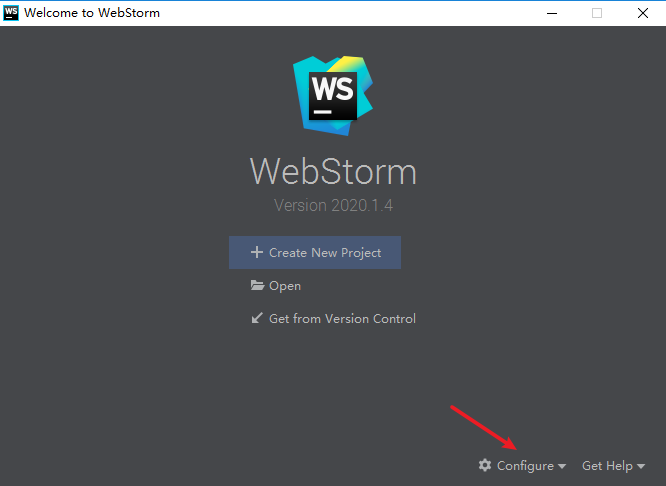 WS Welcome to WebStorm
WS
WebStorm
Version 2020.1.4
Create New Project
Open
Get from Version Control
Configure Get Help